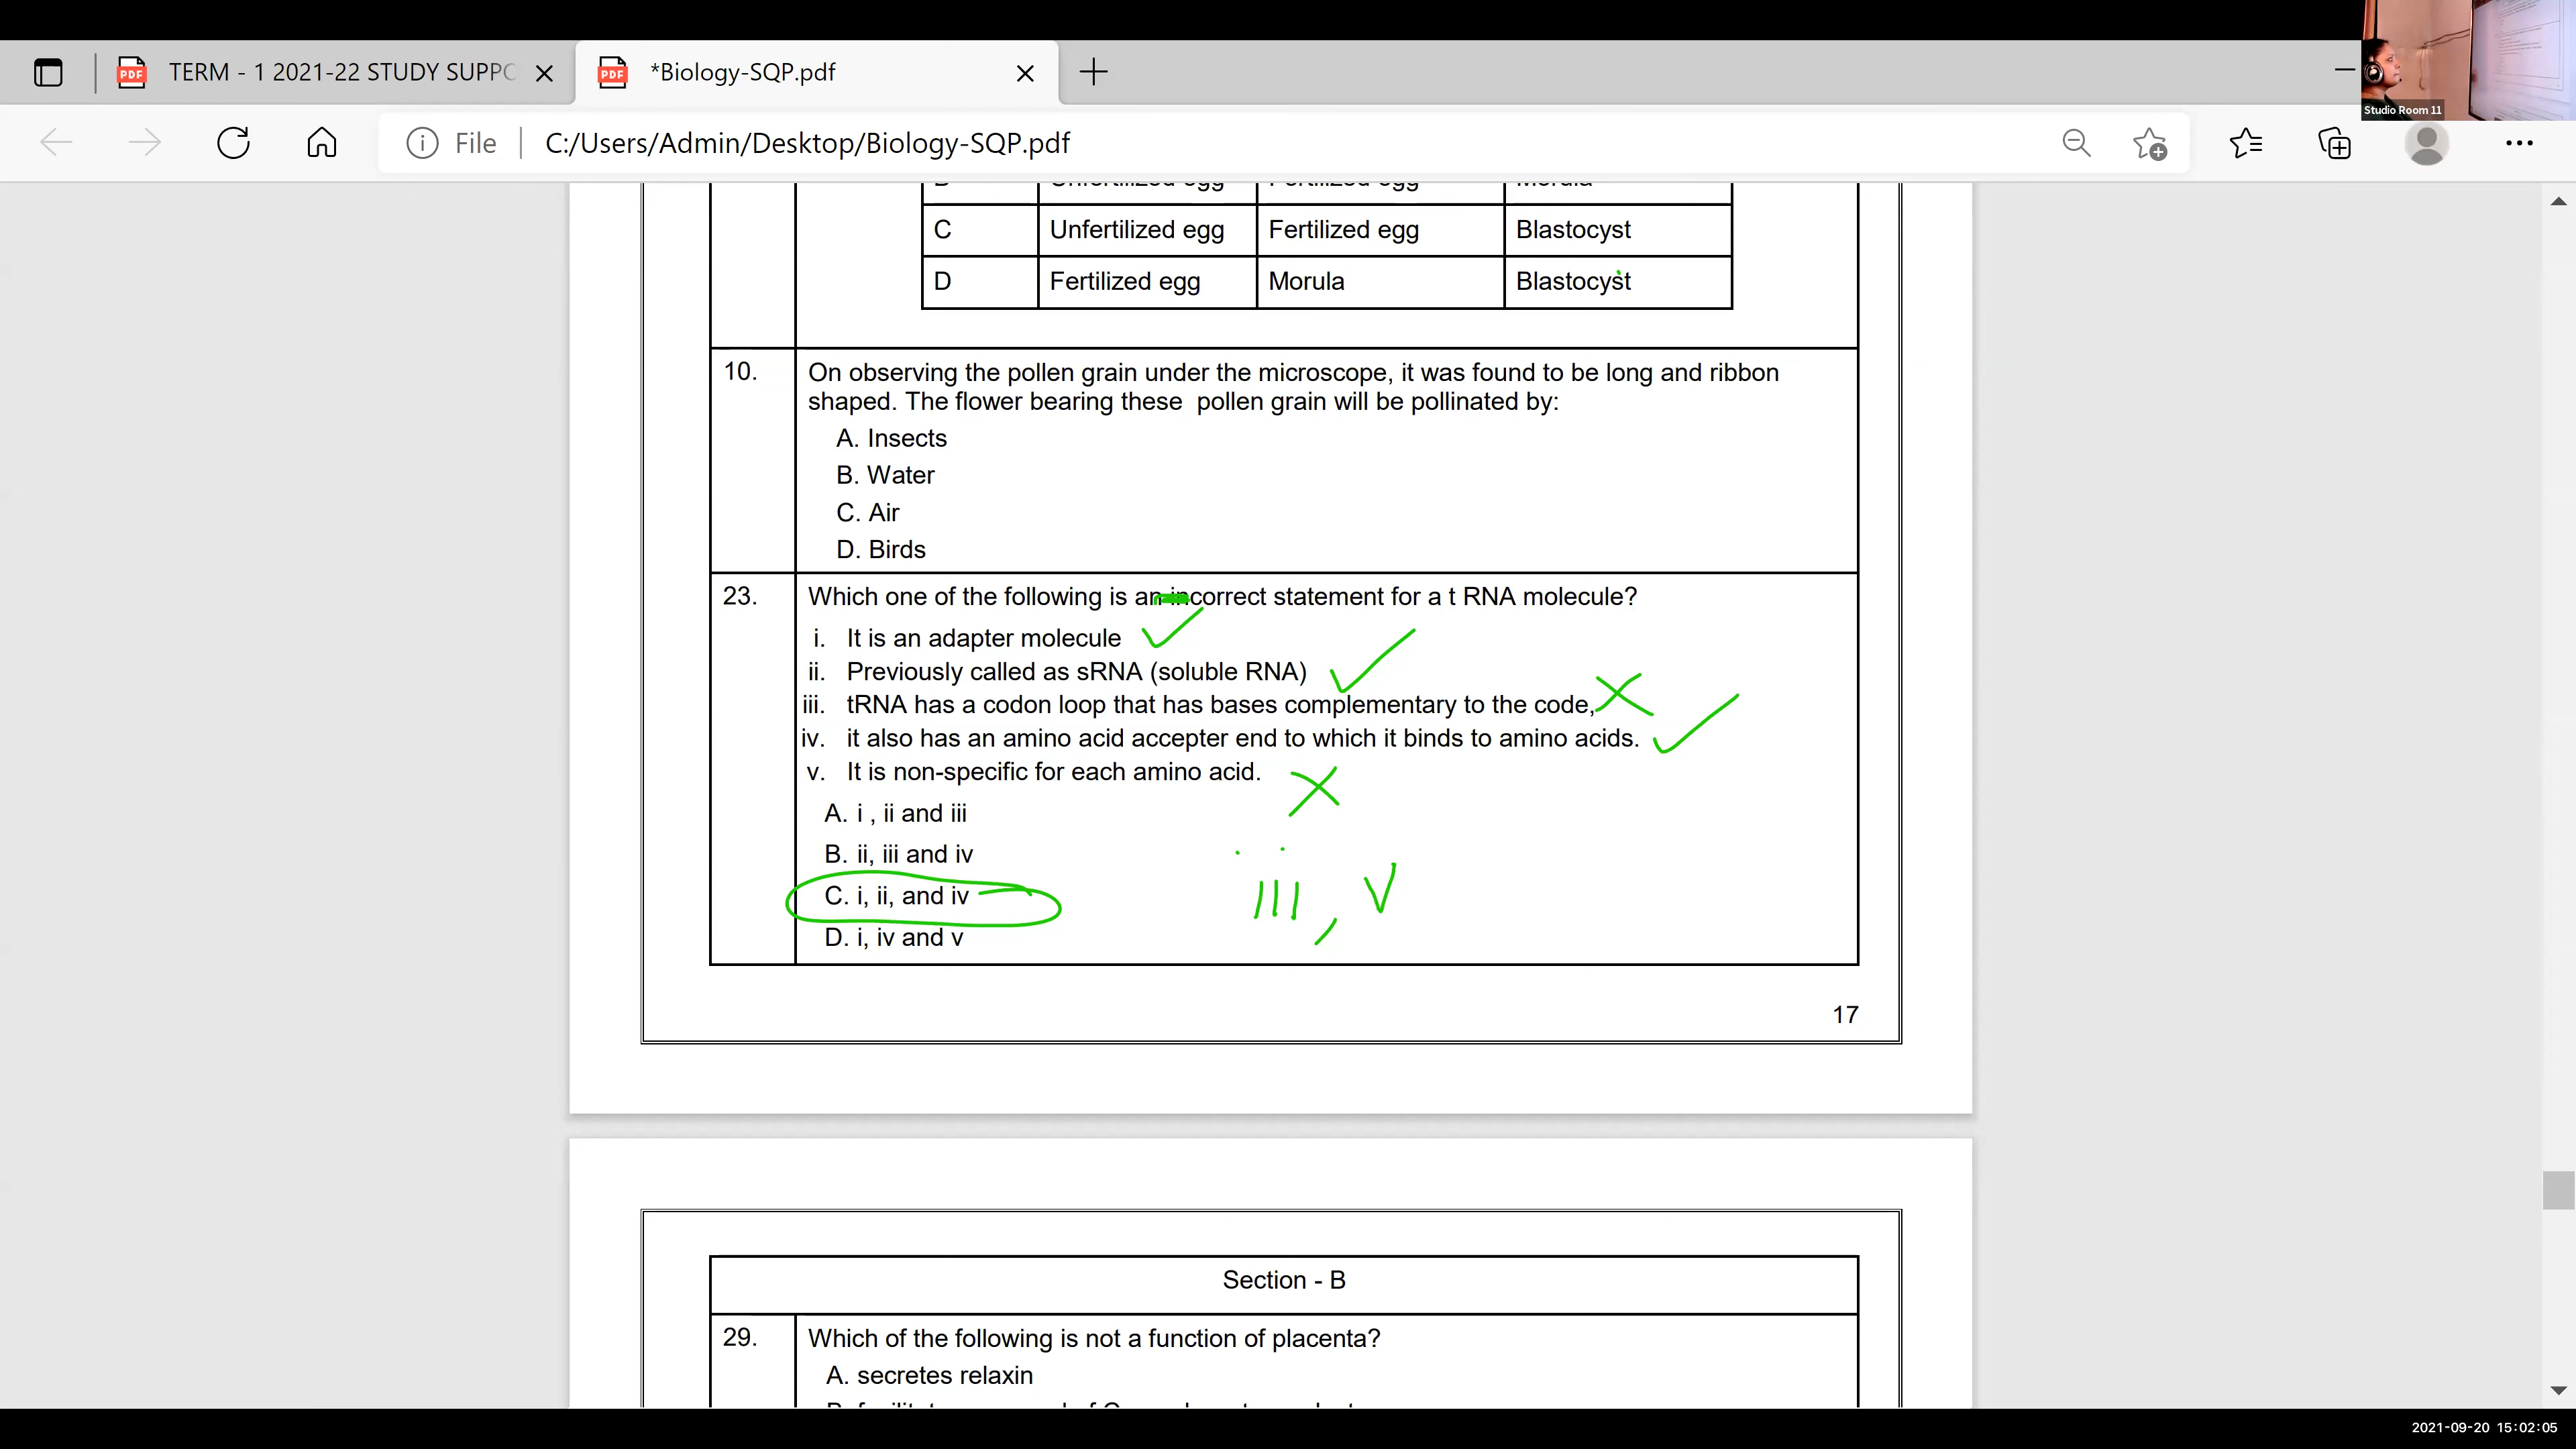 TERM - 1 2021-22 STUDY SUPPO
*Biology-SQP.pdf
Studio Room 11
File
C:/Users/Admin/Desktop/Biology-SQP.pdf
C Unfertilized egg Fertilized egg Blastocyst
D Fertilized egg Morula Blastocyst
10. On observing the pollen grain under the microscope, it was found to be long and ribbon
shaped. The flower bearing these pollen grain will be pollinated by:
A. Insects
B. Water
C. Air
D. Birds
23. Which one of the following is an incorrect statement for a t RNA molecule?
i. It is an adapter molecule
ii. Previously called as sRNA (soluble RNA)
iii. tRNA has a codon loop that has bases complementary to the code,
iv. it also has an amino acid accepter end to which it binds to amino acids.
v. It is non-specific for each amino acid.
A. i , ii and iii
B. ii, iii and iv
C. i, ii, and iv
iii, v
D. i, iv and v
17
Section - B
29. Which of the following is not a function of placenta?
A. secretes relaxin
2021-09-20 15:02:05